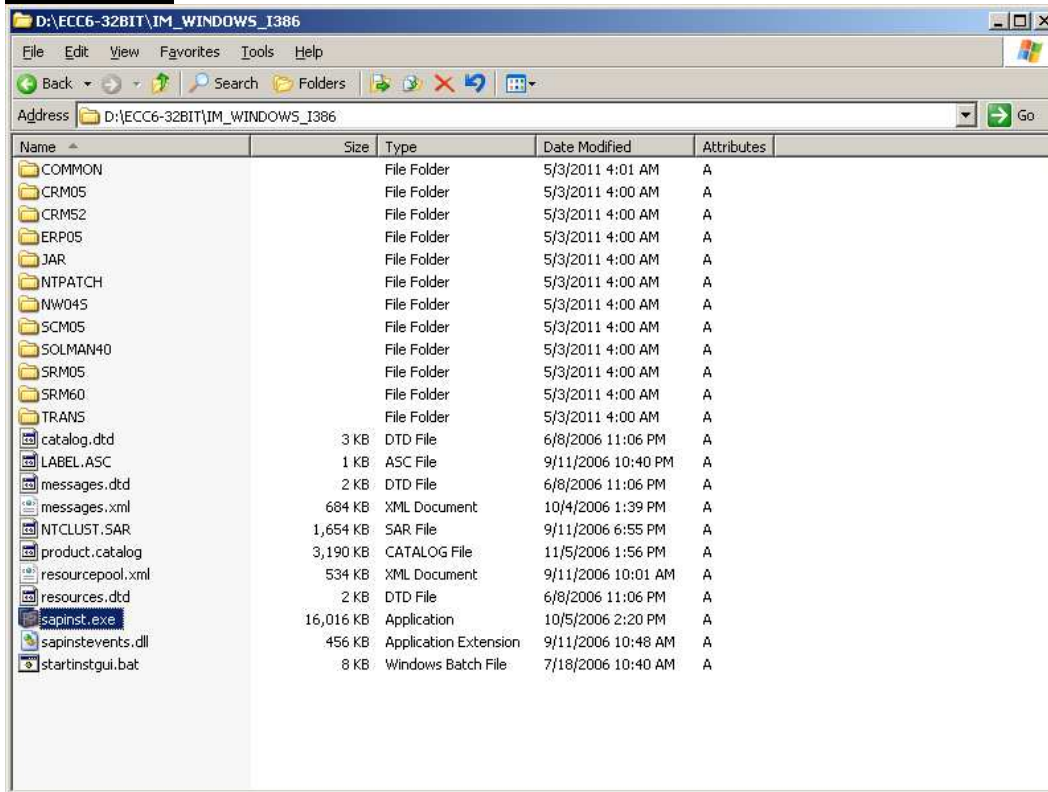 D:\ECC6-32BIT\IM_WINDOWS_I386
File Edit View Favorites Tools Help
Back Search Folders
Address D:\ECC6-32BIT\IM_WINDOWS_I386 Go
Name Size Type Date Modified Attributes
COMMON File Folder 5/3/2011 4:01 AM A
CRM05 File Folder 5/3/2011 4:00 AM A
CRM52 File Folder 5/3/2011 4:00 AM A
ERP05 File Folder 5/3/2011 4:00 AM A
JAR File Folder 5/3/2011 4:00 AM A
NTPATCH File Folder 5/3/2011 4:00 AM A
NW04S File Folder 5/3/2011 4:00 AM A
SCM05 File Folder 5/3/2011 4:00 AM A
SOLMAN40 File Folder 5/3/2011 4:00 AM A
SRM05 File Folder 5/3/2011 4:00 AM A
SRM60 File Folder 5/3/2011 4:00 AM A
TRANS File Folder 5/3/2011 4:00 AM A
catalog.dtd 3 KB DTD File 6/8/2006 11:06 PM A
LABEL.ASC 1 KB ASC File 9/11/2006 10:40 PM A
messages.dtd 2 KB DTD File 6/8/2006 11:06 PM A
messages.xml 684 KB XML Document 10/4/2006 1:39 PM A
NTCLUST.SAR 1,654 KB SAR File 9/11/2006 6:55 PM A
product.catalog 3,190 KB CATALOG File 11/5/2006 1:56 PM A
resourcepool.xml 534 KB XML Document 9/11/2006 10:01 AM A
resources.dtd 2 KB DTD File 6/8/2006 11:06 PM A
sapinst.exe 16,016 KB Application 10/5/2006 2:20 PM A
sapinstevents.dll 456 KB Application Extension 9/11/2006 10:48 AM A
startinstgui.bat 8 KB Windows Batch File 7/18/2006 10:40 AM A